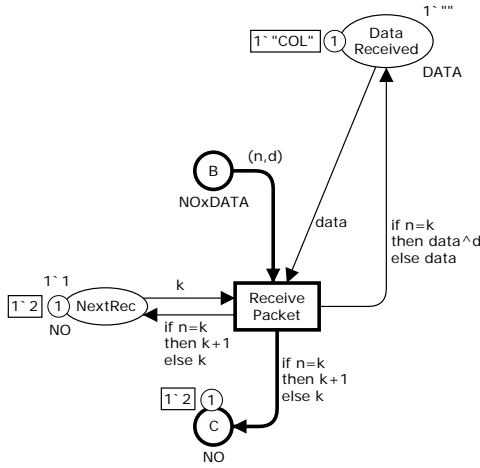 1`""
1`"COL"
1
Data
Received
DATA
(n,d)
B
NOxDATA
data
if n=k
then data^d
else data
1`1
k
1`2
1
NextRec
NO
Receive
Packet
if n=k
then k+1
else k
if n=k
then k+1
else k
1`2
1
C
NO